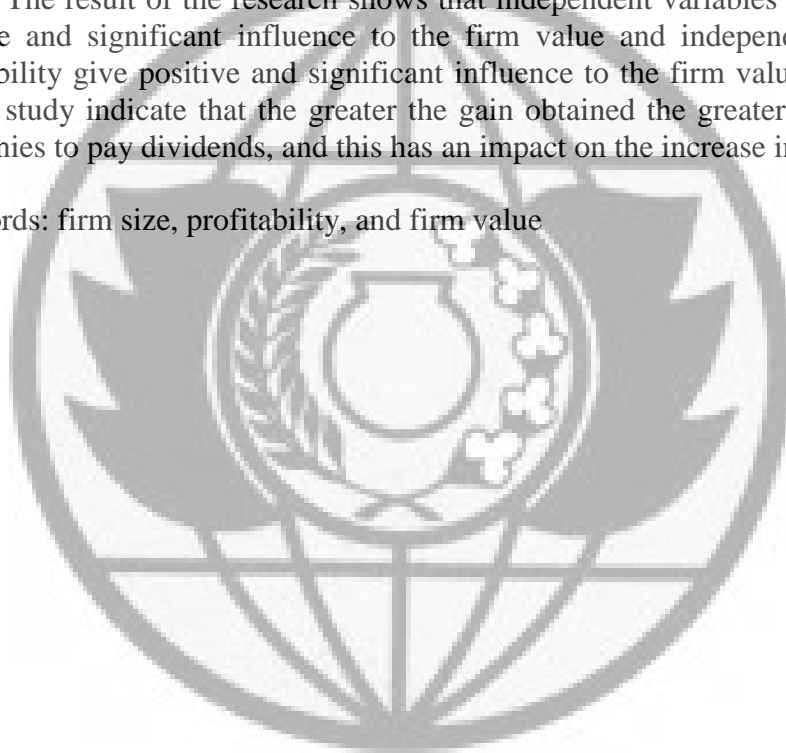 The result of the research shows that independent variables
e and significant influence to the firm value and independ
bility give positive and significant influence to the firm valu
study indicate that the greater the gain obtained the greater
nies to pay dividends, and this has an impact on the increase in
rds: firm size, profitability, and firm value